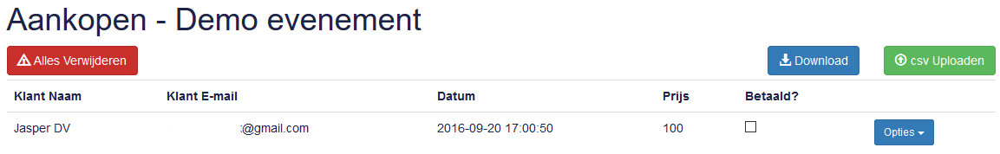 Aankopen - Demo evenement
Alles Verwijderen Download csv Uploaden
Klant Naam Klant E-mail Datum Prijs Betaald?
Jasper DV :@gmail.com 2016-09-20 17:00:50 100 Opties